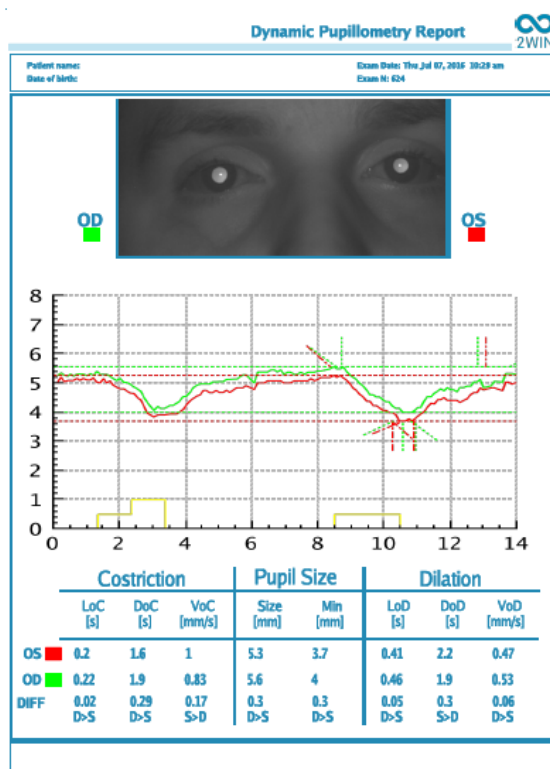 Dynamic Pupillometry Report
2WIN
Patient name: Exam Date: Thu Jul 07, 2016 10:29 am
Date of birth: Exam N: 624
OD OS
8
7
6
5
4
3
2
1
0
0 2 4 6 8 10 12 14
Costriction Pupil Size Dilation
LoC DoC VoC Size Min LoD DoD VoD
[s] [s] [mm/s] [mm] [mm] [s] [s] [mm/s]
OS 0.2 1.6 1 5.3 3.7 0.41 2.2 0.47
OD 0.22 1.9 0.83 5.6 4 0.46 1.9 0.53
DIFF 0.02 0.29 0.17 0.3 0.3 0.05 0.3 0.06
D>S D>S S>D D>S D>S D>S S>D D>S